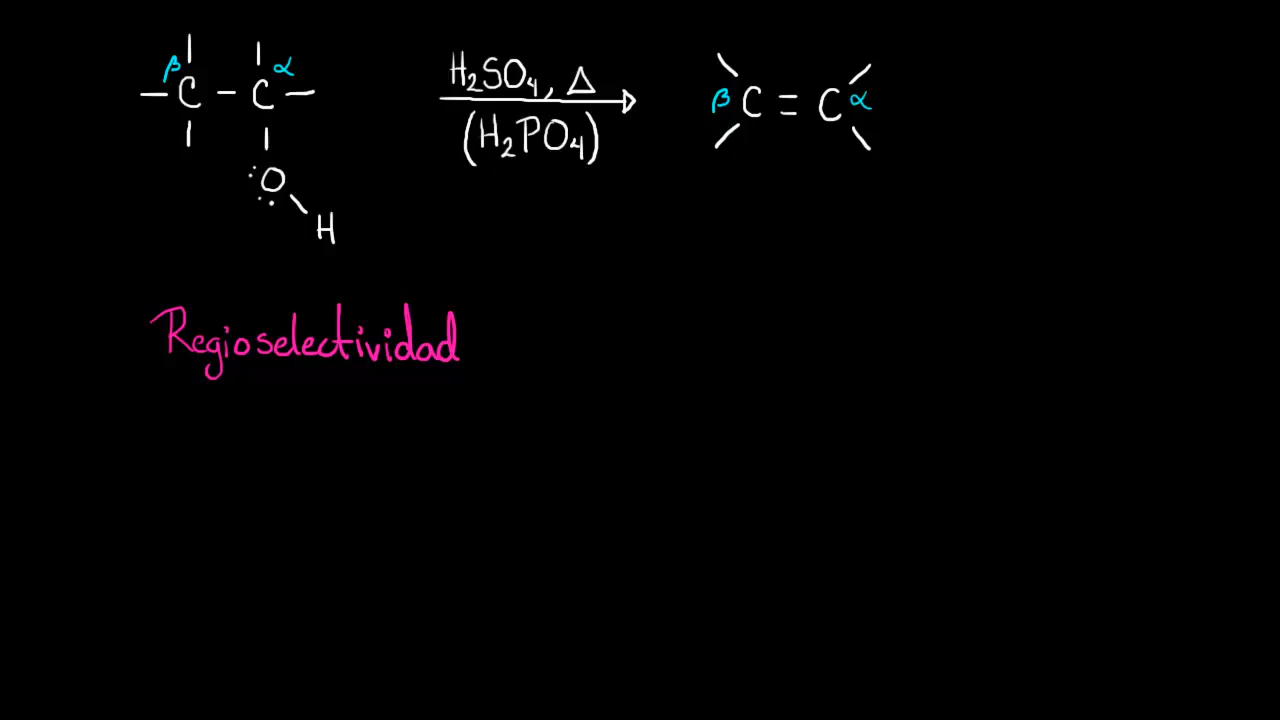 β α
– C – C –
H₂SO₄, Δ
(H₂PO₄)
β C = C α
:O̤
H
Regioselectividad